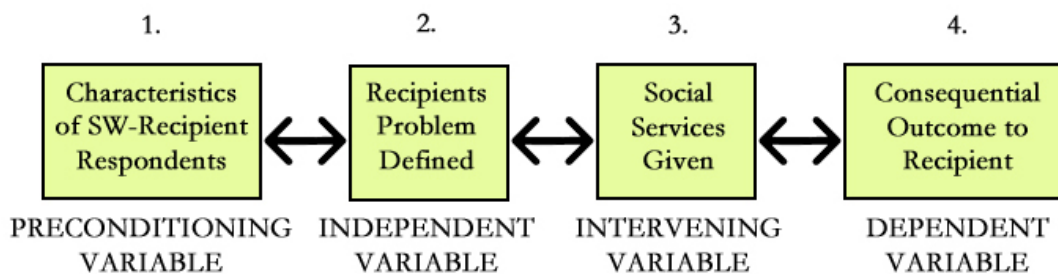 1.
2.
3.
4.
Characteristics
of SW-Recipient
Respondents
Recipients
Problem
Defined
Social
Services
Given
Consequential
Outcome to
Recipient
PRECONDITIONING
VARIABLE
INDEPENDENT
VARIABLE
INTERVENING
VARIABLE
DEPENDENT
VARIABLE